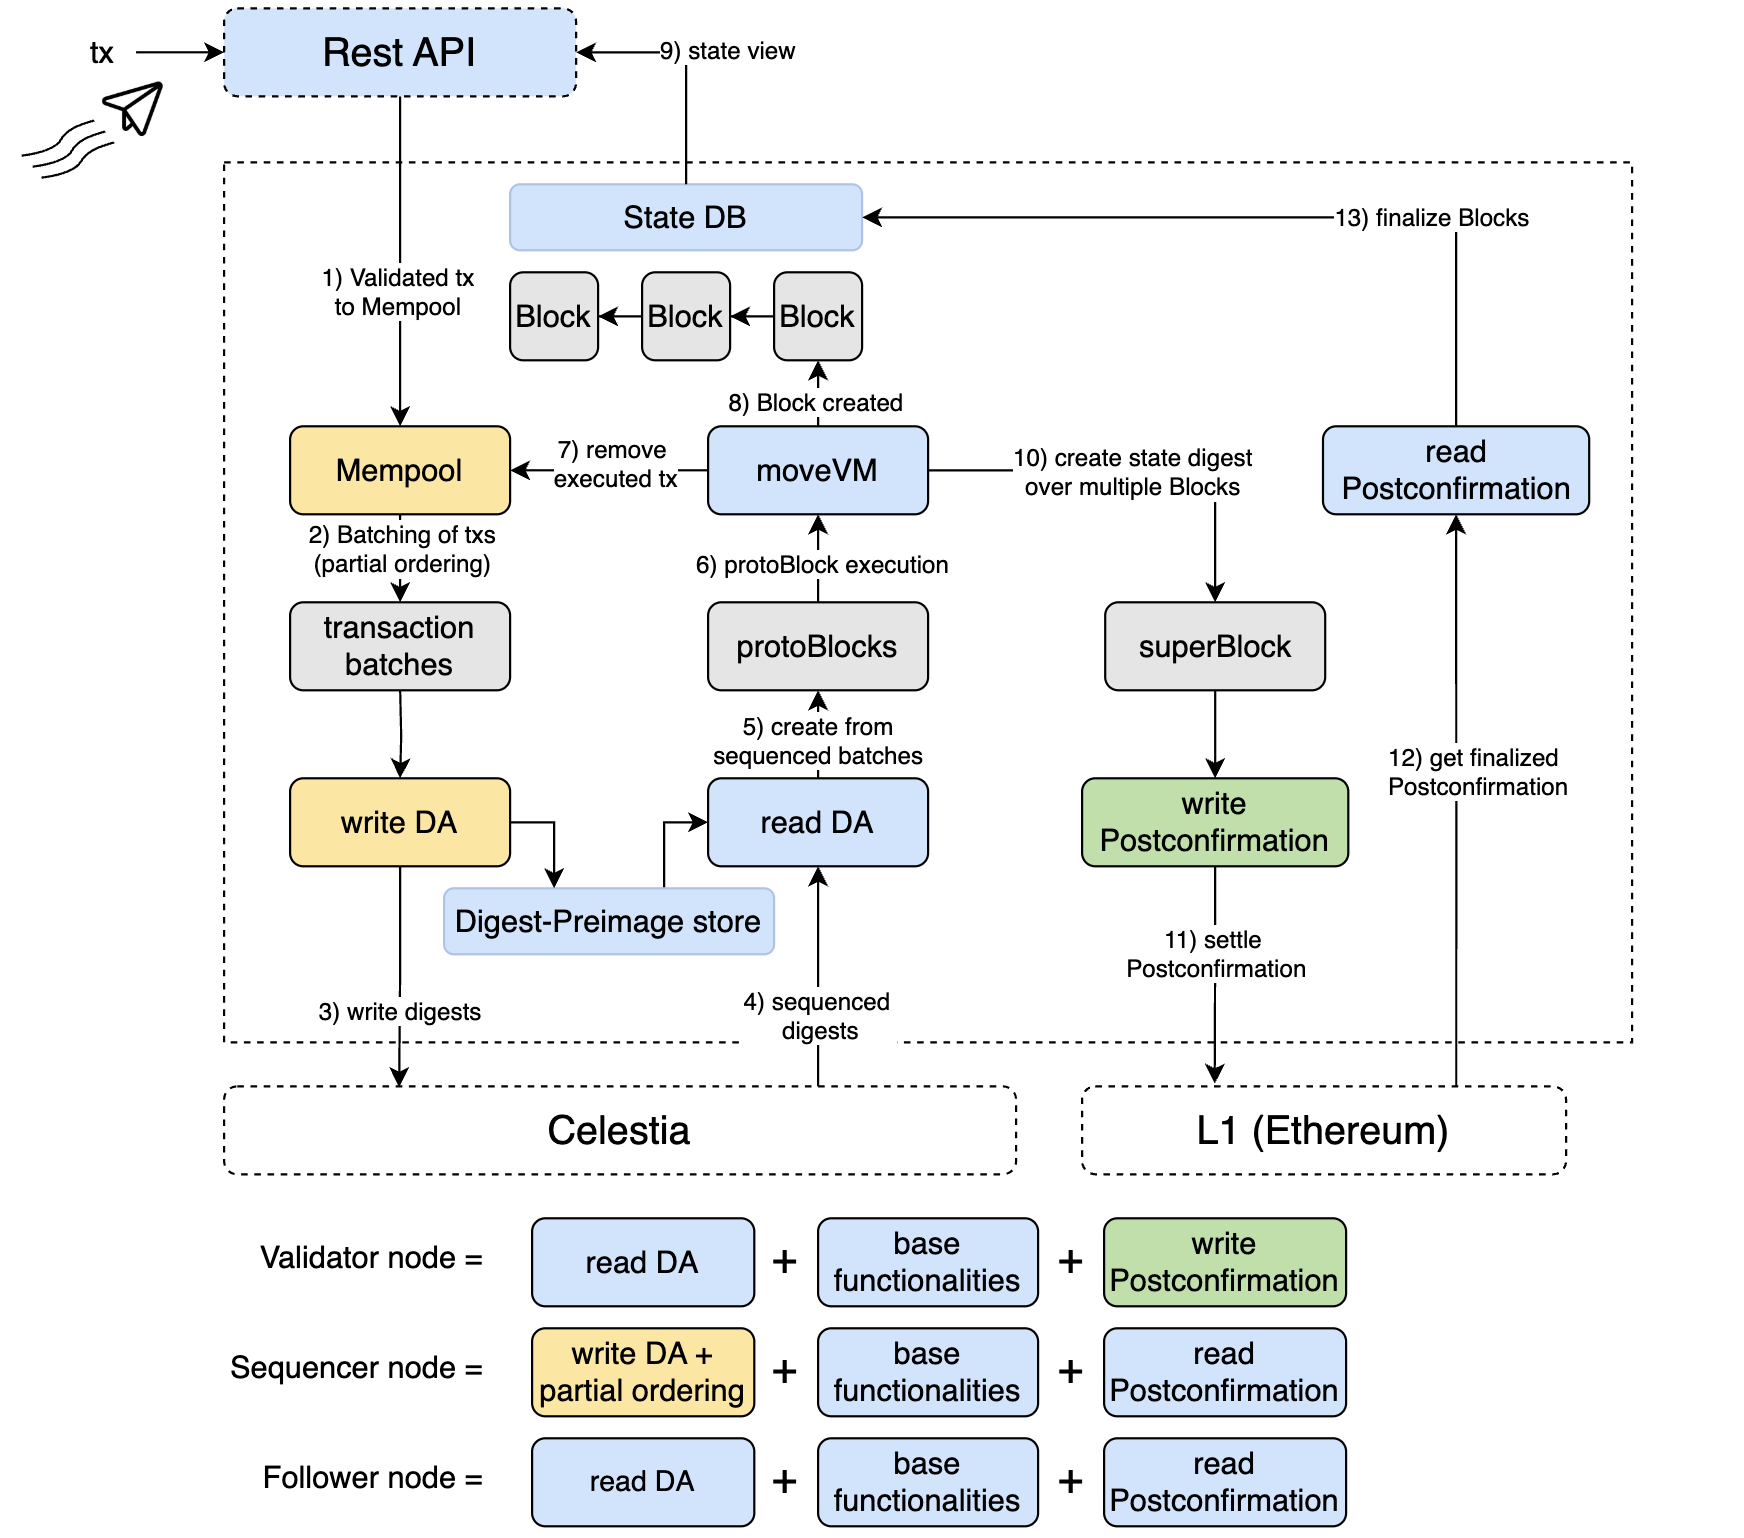 tx
Rest API
9) state view
State DB
13) finalize Blocks
1) Validated tx
to Mempool
Block
Block
Block
8) Block created
Mempool
7) remove
executed tx
moveVM
10) create state digest
over multiple Blocks
read
Postconfirmation
2) Batching of txs
(partial ordering)
6) protoBlock execution
transaction
batches
protoBlocks
superBlock
5) create from
sequenced batches
12) get finalized
Postconfirmation
write DA
read DA
write
Postconfirmation
Digest-Preimage store
11) settle
Postconfirmation
3) write digests
4) sequenced
digests
Celestia
L1 (Ethereum)
Validator node =
read DA
+
base
functionalities
+
write
Postconfirmation
Sequencer node =
write DA +
partial ordering
+
base
functionalities
+
read
Postconfirmation
Follower node =
read DA
+
base
functionalities
+
read
Postconfirmation